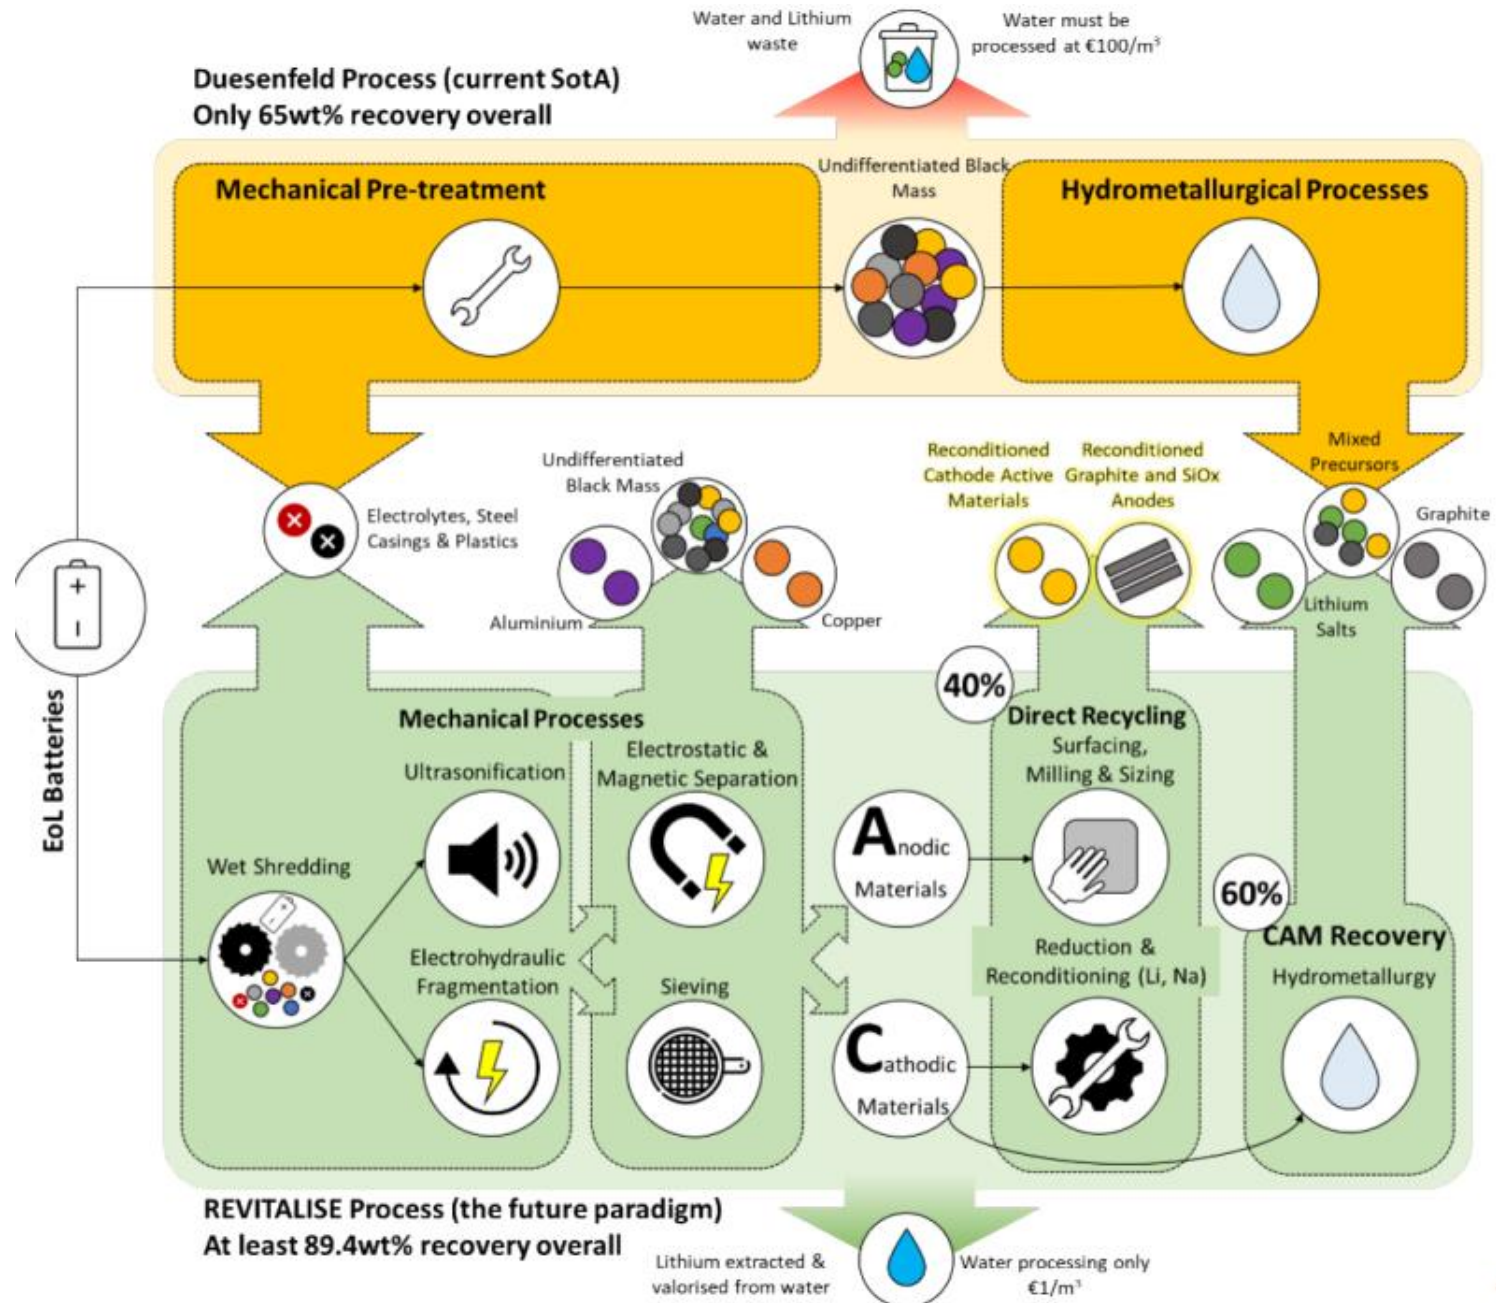 Water and Lithium
waste
Water must be
processed at €100/m³
Duesenfeld Process (current SotA)
Only 65wt% recovery overall
Mechanical Pre-treatment
Undifferentiated Black
Mass
Hydrometallurgical Processes
Electrolytes, Steel
Casings & Plastics
Undifferentiated
Black Mass
Aluminium
Copper
Reconditioned
Cathode Active
Materials
Reconditioned
Graphite and SiOx
Anodes
Mixed
Precursors
Graphite
Lithium
Salts
EoL Batteries
Mechanical Processes
Ultrasonification
Electrostatic &
Magnetic Separation
Wet Shredding
Electrohydraulic
Fragmentation
Sieving
Anodic
Materials
Cathodic
Materials
40%
Direct Recycling
Surfacing,
Milling & Sizing
Reduction &
Reconditioning (Li, Na)
60%
CAM Recovery
Hydrometallurgy
REVITALISE Process (the future paradigm)
At least 89.4wt% recovery overall
Lithium extracted &
valorised from water
Water processing only
€1/m³